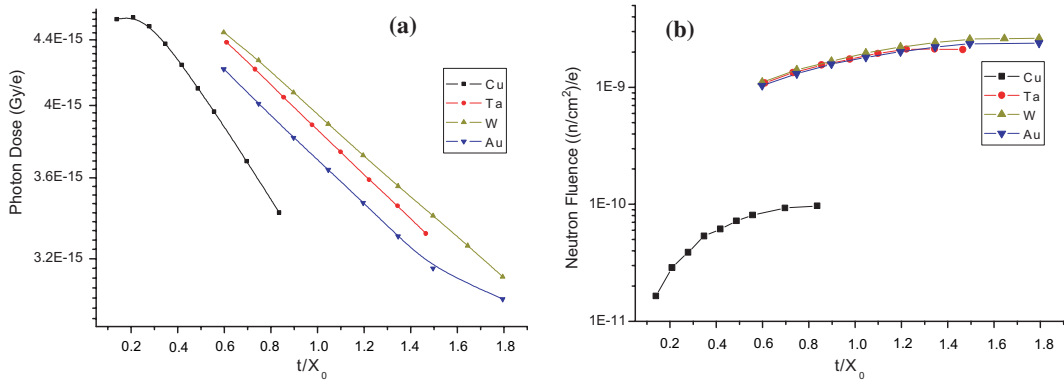 (a)
Photon Dose (Gy/e)
4.4E-15
4E-15
3.6E-15
3.2E-15
Cu
Ta
W
Au
0.2 0.4 0.6 0.8 1.0 1.2 1.4 1.6 1.8
t/X₀
(b)
Neutron Fluence ((n/cm²)/e)
1E-9
1E-10
1E-11
Cu
Ta
W
Au
0.2 0.4 0.6 0.8 1.0 1.2 1.4 1.6 1.8
t/X₀